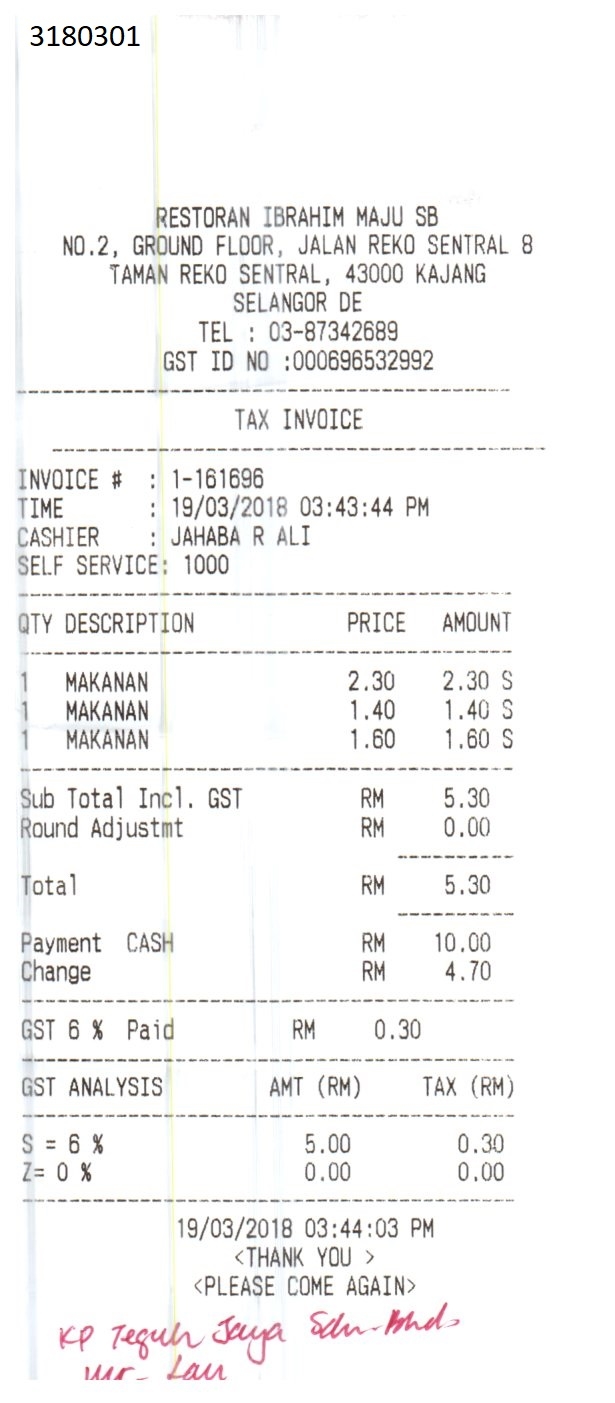 3180301
RESTORAN IBRAHIM MAJU SB
NO.2, GROUND FLOOR, JALAN REKO SENTRAL 8
TAMAN REKO SENTRAL, 43000 KAJANG
SELANGOR DE
TEL : 03-87342689
GST ID NO :000696532992
TAX INVOICE
INVOICE # : 1-161696
TIME : 19/03/2018 03:43:44 PM
CASHIER : JAHABA R ALI
SELF SERVICE: 1000
QTY DESCRIPTION PRICE AMOUNT
1 MAKANAN 2.30 2.30 S
1 MAKANAN 1.40 1.40 S
1 MAKANAN 1.60 1.60 S
Sub Total Incl. GST RM 5.30
Round Adjustmt RM 0.00
Total RM 5.30
Payment CASH RM 10.00
Change RM 4.70
GST 6 % Paid RM 0.30
GST ANALYSIS AMT (RM) TAX (RM)
S = 6 % 5.00 0.30
Z= 0 % 0.00 0.00
19/03/2018 03:44:03 PM
<THANK YOU >
<PLEASE COME AGAIN>
KP Teguh Jaya Sdn. Bhd.
Mr. Lau